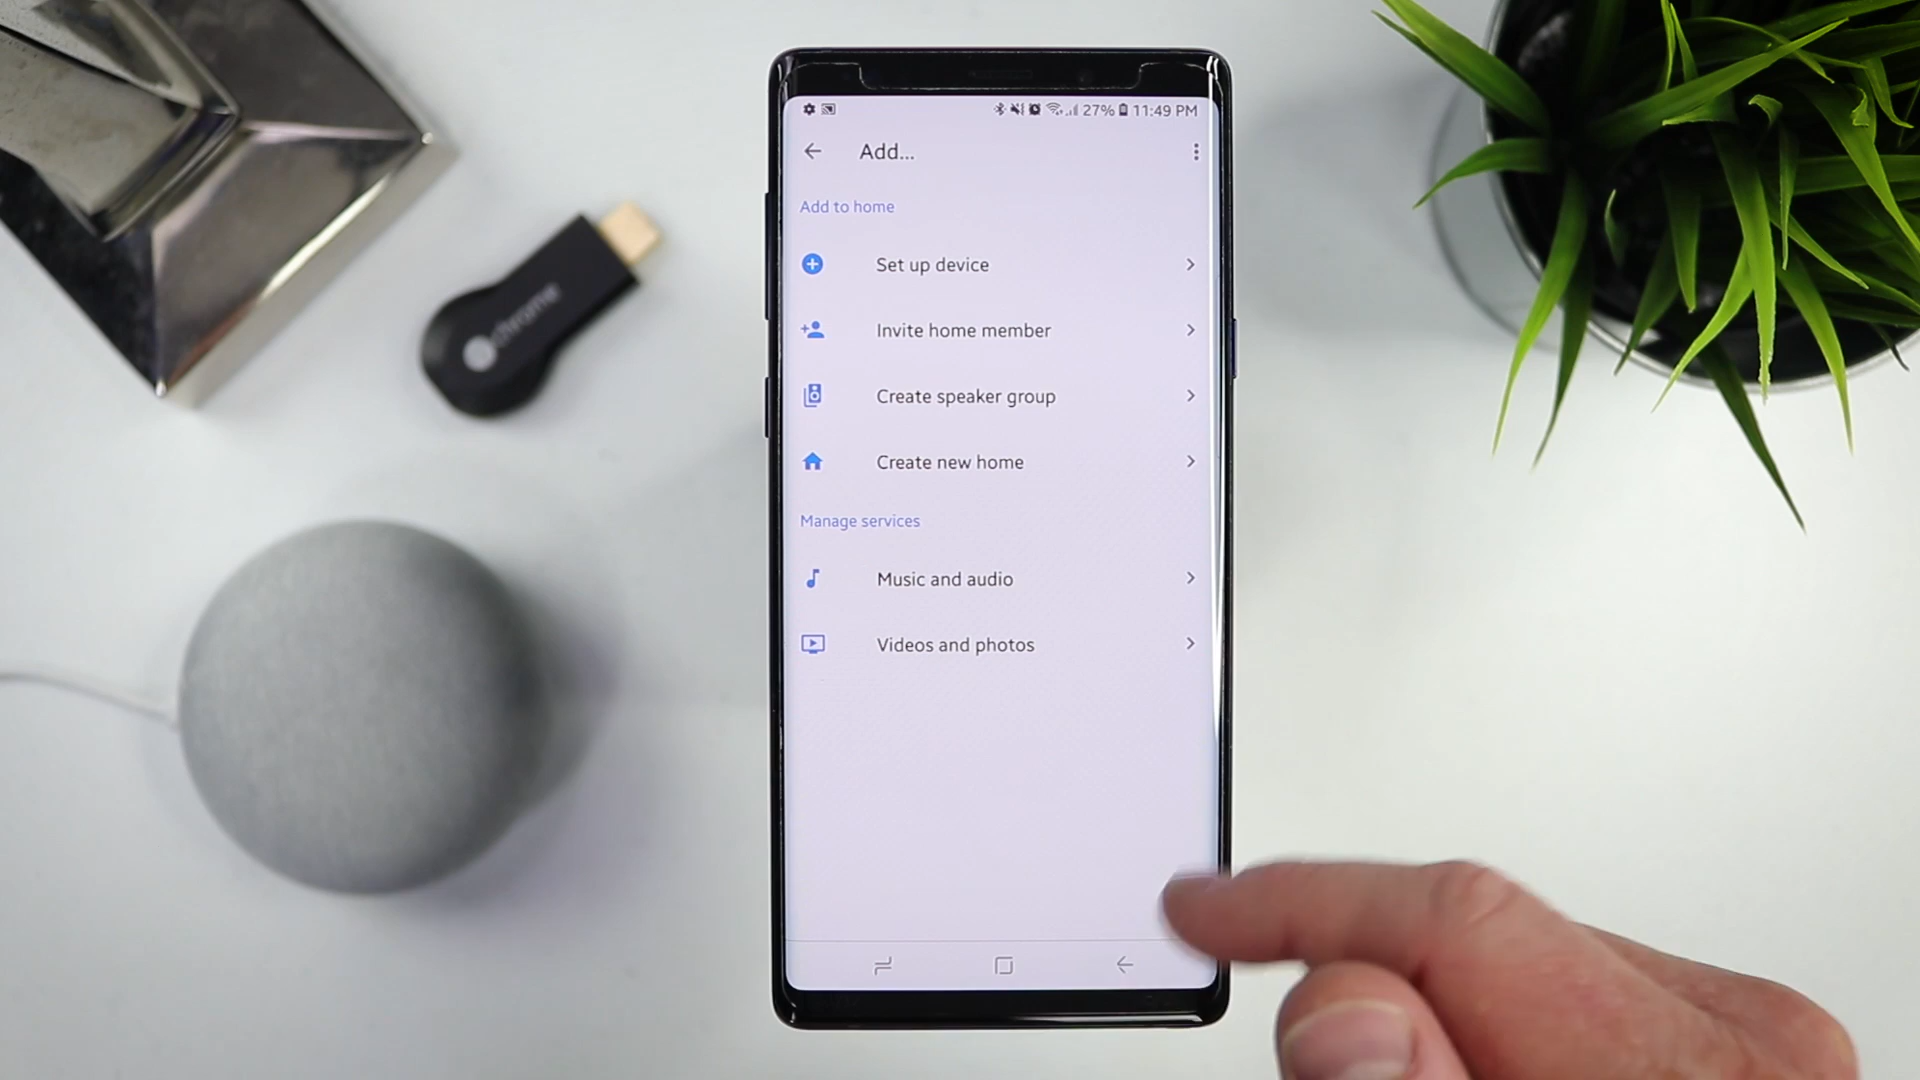 27% 11:49 PM
Add...
Add to home
Set up device
Invite home member
Create speaker group
Create new home
Manage services
Music and audio
Videos and photos
chrome